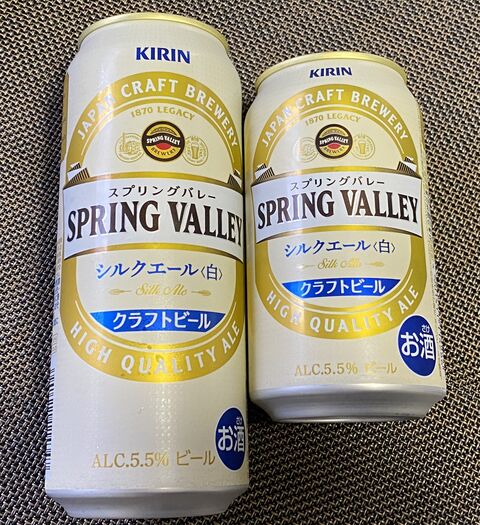 KIRIN
JAPAN CRAFT BREWERY
1870 LEGACY
SPRING VALLEY
BREWERY
スプリングバレー
SPRING VALLEY
シルクエール〈白〉
Silk Ale
クラフトビール
HIGH QUALITY ALE
お酒
ALC.5.5% ビール
KIRIN
JAPAN CRAFT BREWERY
1870 LEGACY
SPRING VALLEY
BREWERY
スプリングバレー
SPRING VALLEY
シルクエール〈白〉
Silk Ale
クラフトビール
HIGH QUALITY ALE
さけ
お酒
ALC.5.5% ビール